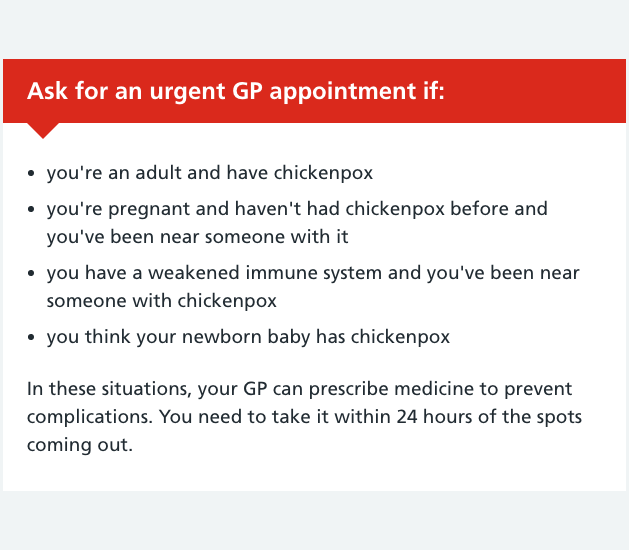 Ask for an urgent GP appointment if:
• you're an adult and have chickenpox
• you're pregnant and haven't had chickenpox before and
you've been near someone with it
• you have a weakened immune system and you've been near
someone with chickenpox
• you think your newborn baby has chickenpox
In these situations, your GP can prescribe medicine to prevent
complications. You need to take it within 24 hours of the spots
coming out.